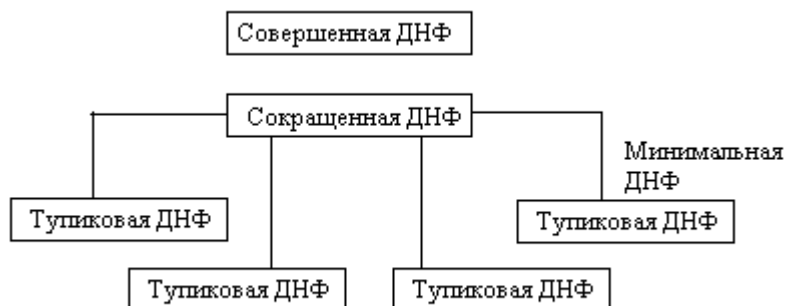 Совершенная ДНФ
Сокращенная ДНФ
Минимальная
ДНФ
Тупиковая ДНФ
Тупиковая ДНФ
Тупиковая ДНФ
Тупиковая ДНФ